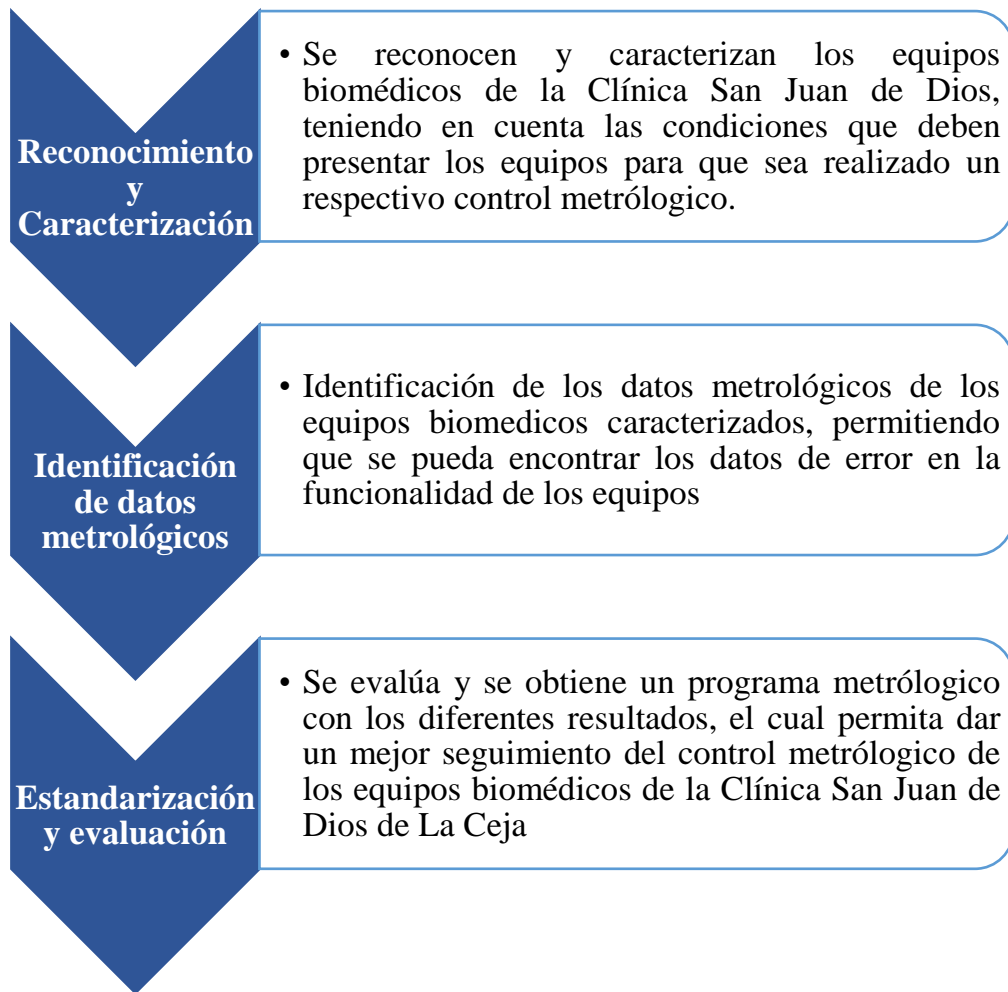 Reconocimiento
y
Caracterización
• Se reconocen y caracterizan los equipos
biomédicos de la Clínica San Juan de Dios,
teniendo en cuenta las condiciones que deben
presentar los equipos para que sea realizado un
respectivo control metrólogico.
Identificación
de datos
metrológicos
• Identificación de los datos metrológicos de los
equipos biomedicos caracterizados, permitiendo
que se pueda encontrar los datos de error en la
funcionalidad de los equipos
Estandarización
y evaluación
• Se evalúa y se obtiene un programa metrólogico
con los diferentes resultados, el cual permita dar
un mejor seguimiento del control metrólogico de
los equipos biomédicos de la Clínica San Juan de
Dios de La Ceja